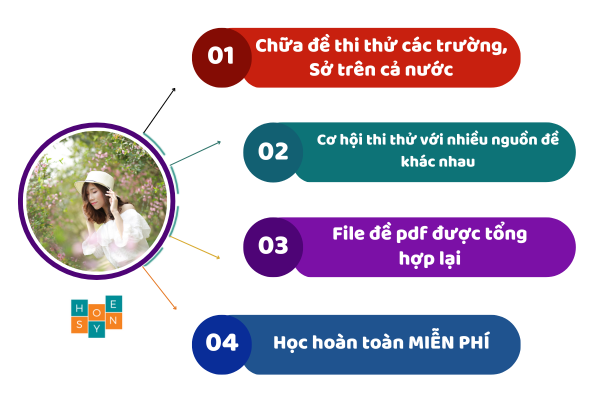 01
Chữa đề thi thử các trường,
Sở trên cả nước
02
Cơ hội thi thử với nhiều nguồn đề
khác nhau
03
File đề pdf được tổng
hợp lại
04
Học hoàn toàn MIỄN PHÍ
H O E
S Y N